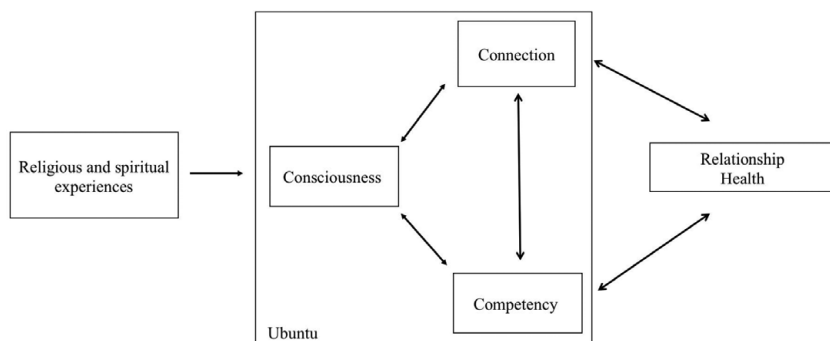 Connection
Religious and spiritual
experiences
Consciousness
Relationship
Health
Competency
Ubuntu